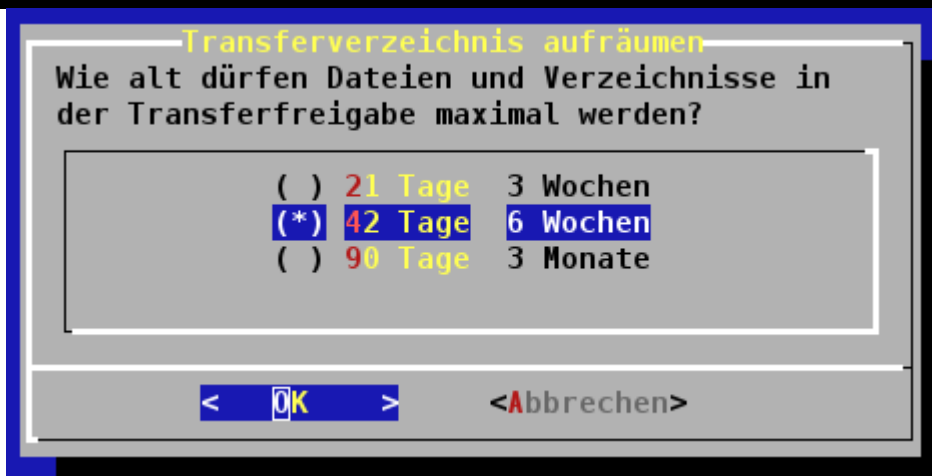 Transferverzeichnis aufräumen
Wie alt dürfen Dateien und Verzeichnisse in
der Transferfreigabe maximal werden?
( ) 21 Tage 3 Wochen
(*) 42 Tage 6 Wochen
( ) 90 Tage 3 Monate
< OK > <Abbrechen>